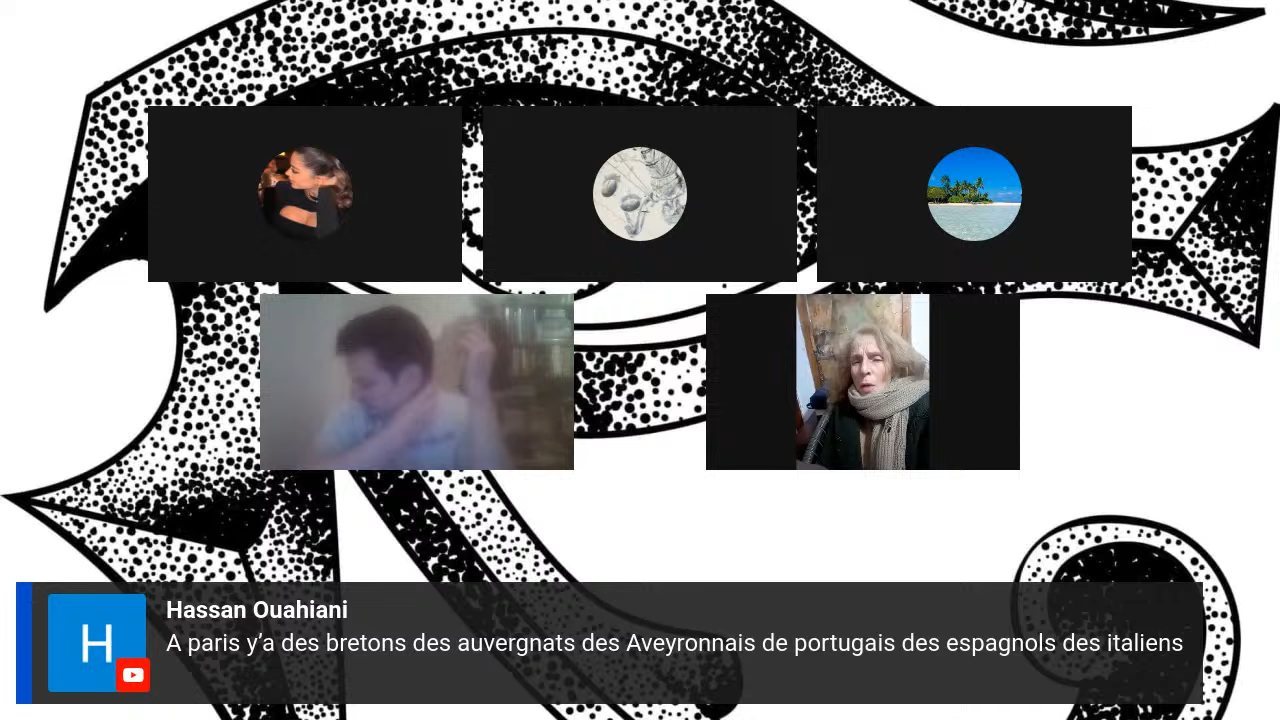 H
Hassan Ouahiani
A paris y’a des bretons des auvergnats des Aveyronnais de portugais des espagnols des italiens